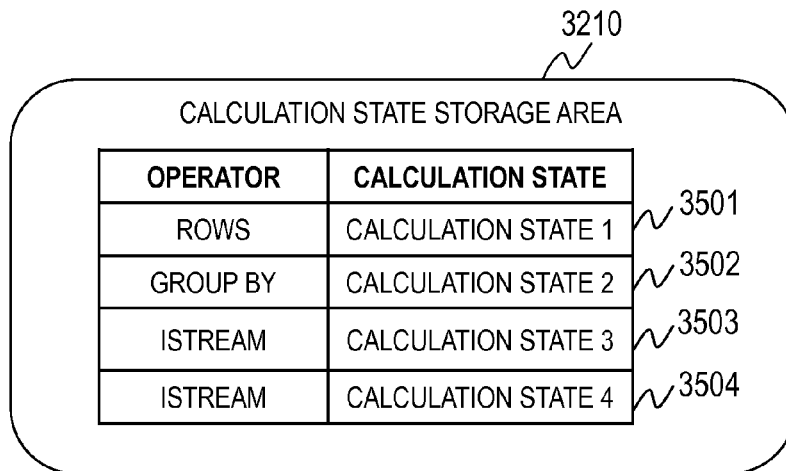 3210
CALCULATION STATE STORAGE AREA
OPERATOR CALCULATION STATE
ROWS CALCULATION STATE 1 3501
GROUP BY CALCULATION STATE 2 3502
ISTREAM CALCULATION STATE 3 3503
ISTREAM CALCULATION STATE 4 3504